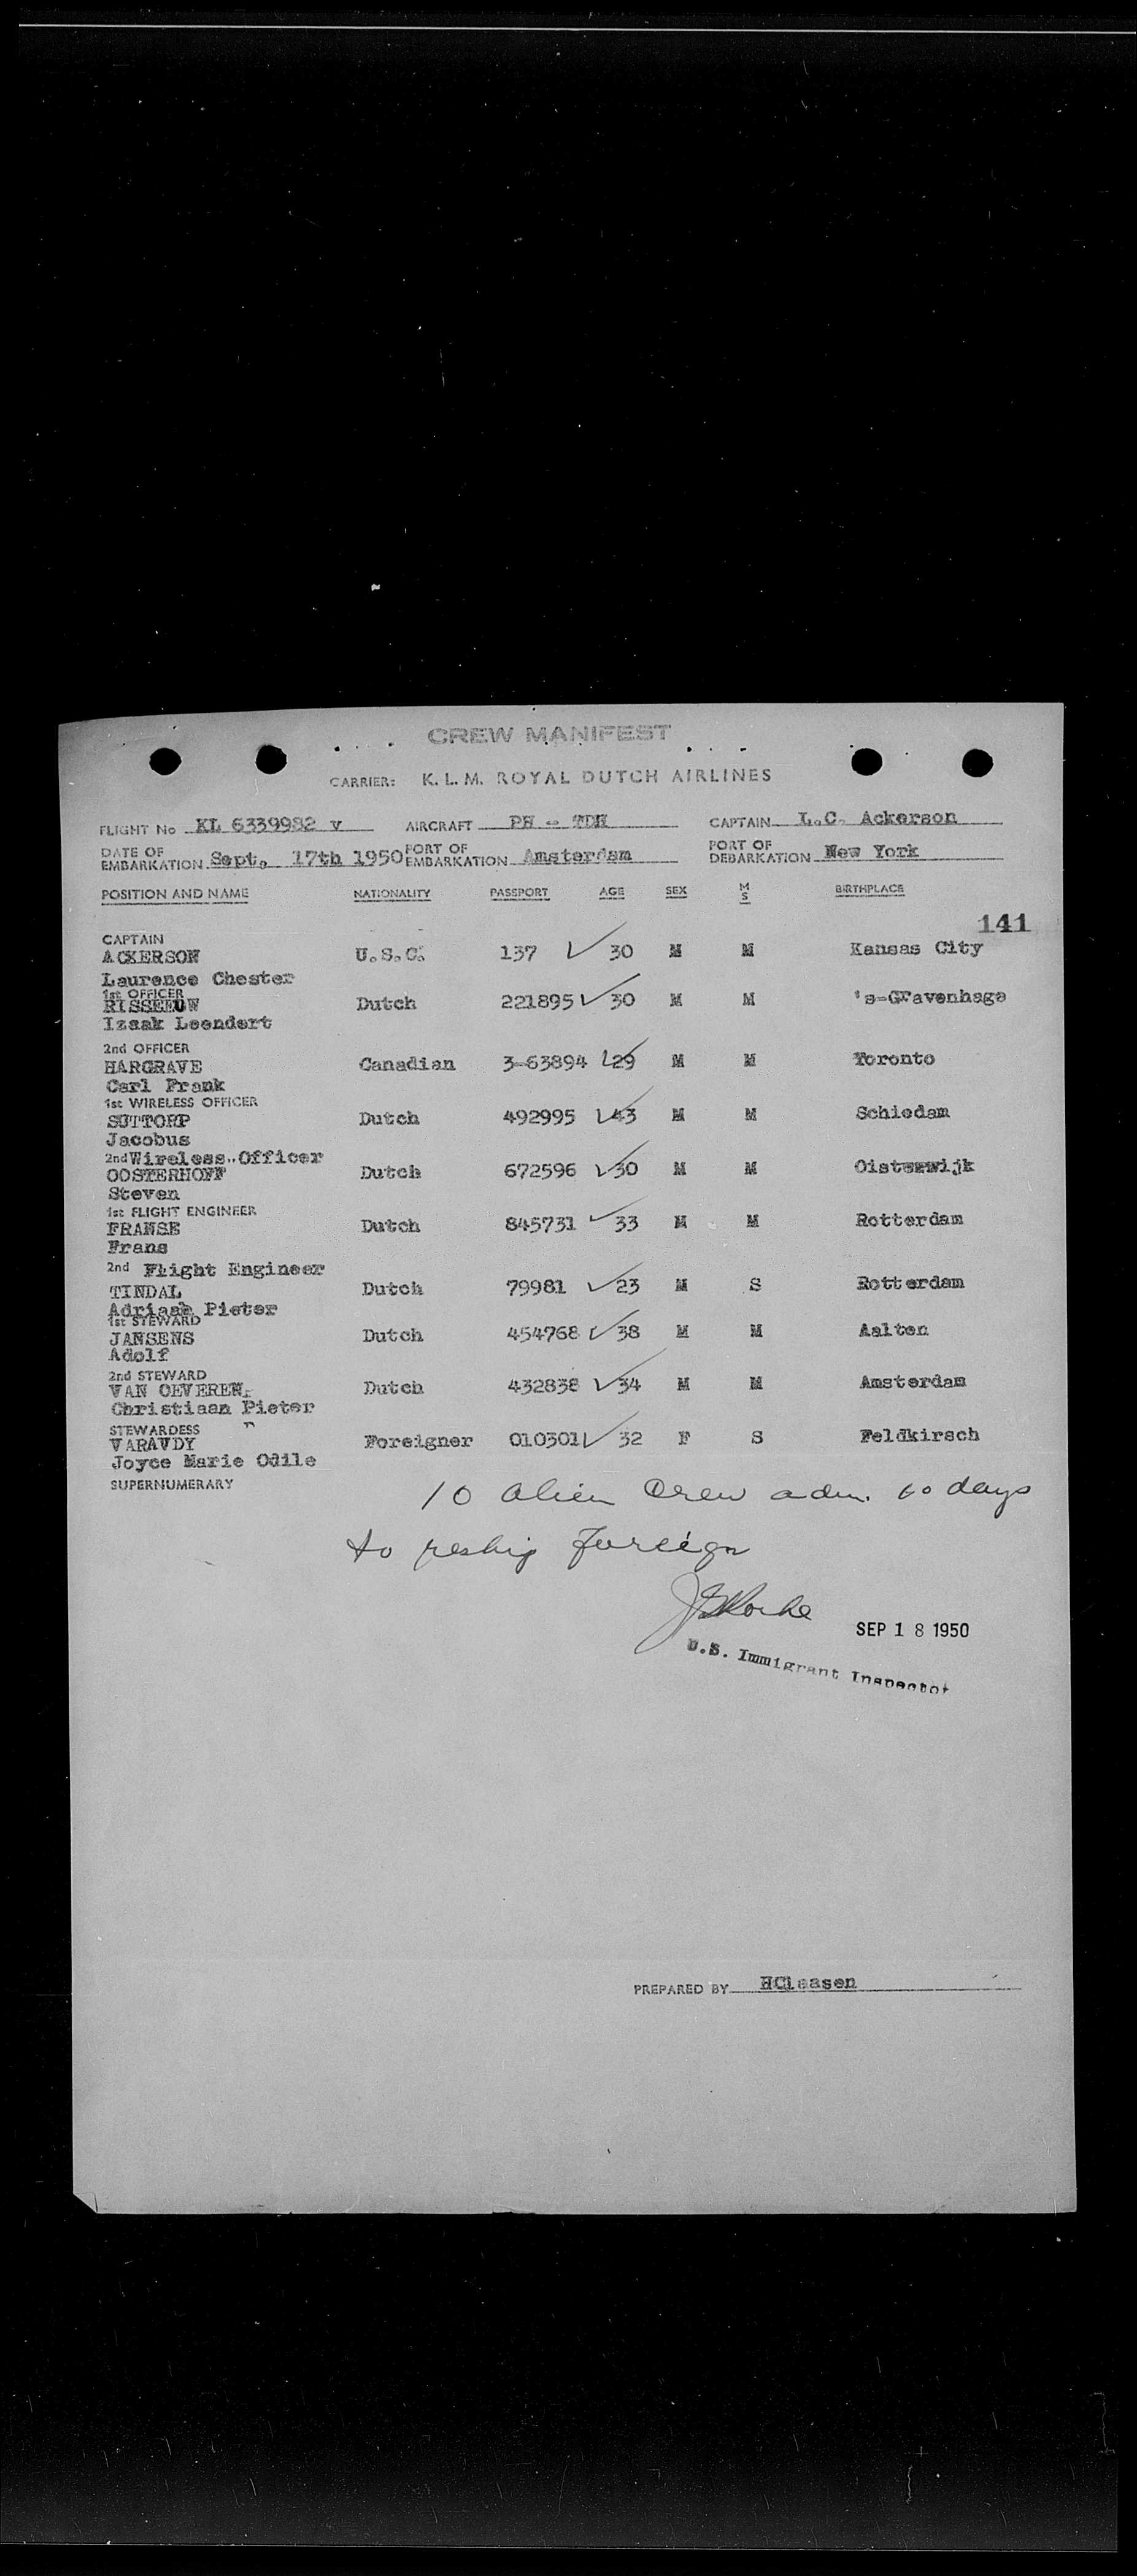 CREW MANIFEST
CARRIER: K. L. M. ROYAL DUTCH AIRLINES
FLIGHT No KL 6339982 v AIRCRAFT PH - TDH CAPTAIN L.C. Ackerson
DATE OF EMBARKATION Sept. 17th 1950 PORT OF EMBARKATION Amsterdam PORT OF DEBARKATION New York
POSITION AND NAME NATIONALITY PASSPORT AGE SEX M S BIRTHPLACE
141
CAPTAIN
ACKERSON U.S.C. 137 30 M M Kansas City
Laurence Chester
1st OFFICER
RISSEEUW Dutch 221895 30 M M 's-Gravenhage
Izaak Leendert
2nd OFFICER
HARGRAVE Canadian 3-63894 29 M M Toronto
Carl Frank
1st WIRELESS OFFICER
SUTTORP Dutch 492995 43 M M Schiedam
Jacobus
2nd Wireless Officer
OOSTERHOFF Dutch 672596 30 M M Oisterwijk
Steven
1st FLIGHT ENGINEER
FRANSE Dutch 845731 33 M M Rotterdam
Frans
2nd Flight Engineer
TINDAL Dutch 79981 23 M S Rotterdam
Adriaan Pieter
1st STEWARD
JANSENS Dutch 454768 38 M M Aalten
Adolf
2nd STEWARD
VAN OEVEREN, Dutch 432838 34 M M Amsterdam
Christiaan Pieter
STEWARDESS
VARAVDY Foreigner 010301 32 F S Feldkirsch
Joyce Marie Odile
SUPERNUMERARY
10 Alien Crew adm. 60 days
to reship foreign
SEP 18 1950
U.S. Immigrant Inspector
PREPARED BY HClaasen